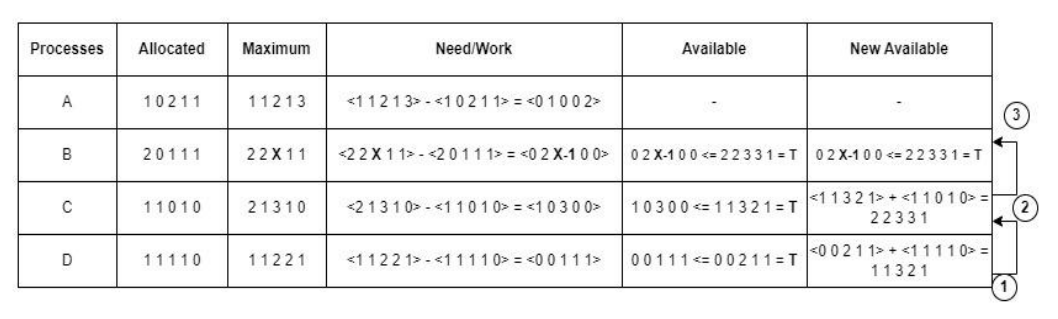 Processes Allocated Maximum Need/Work Available New Available
A 1 0 2 1 1 1 1 2 1 3 <1 1 2 1 3> - <1 0 2 1 1> = <0 1 0 0 2> - -
3
B 2 0 1 1 1 2 2 X 1 1 <2 2 X 1 1> - <2 0 1 1 1> = <0 2 X-1 0 0> 0 2 X-1 0 0 <= 2 2 3 3 1 = T 0 2 X-1 0 0 <= 2 2 3 3 1 = T
C 1 1 0 1 0 2 1 3 1 0 <2 1 3 1 0> - <1 1 0 1 0> = <1 0 3 0 0> 1 0 3 0 0 <= 1 1 3 2 1 = T <1 1 3 2 1> + <1 1 0 1 0> =
2 2 3 3 1
2
D 1 1 1 1 0 1 1 2 2 1 <1 1 2 2 1> - <1 1 1 1 0> = <0 0 1 1 1> 0 0 1 1 1 <= 0 0 2 1 1 = T <0 0 2 1 1> + <1 1 1 1 0> =
1 1 3 2 1
1